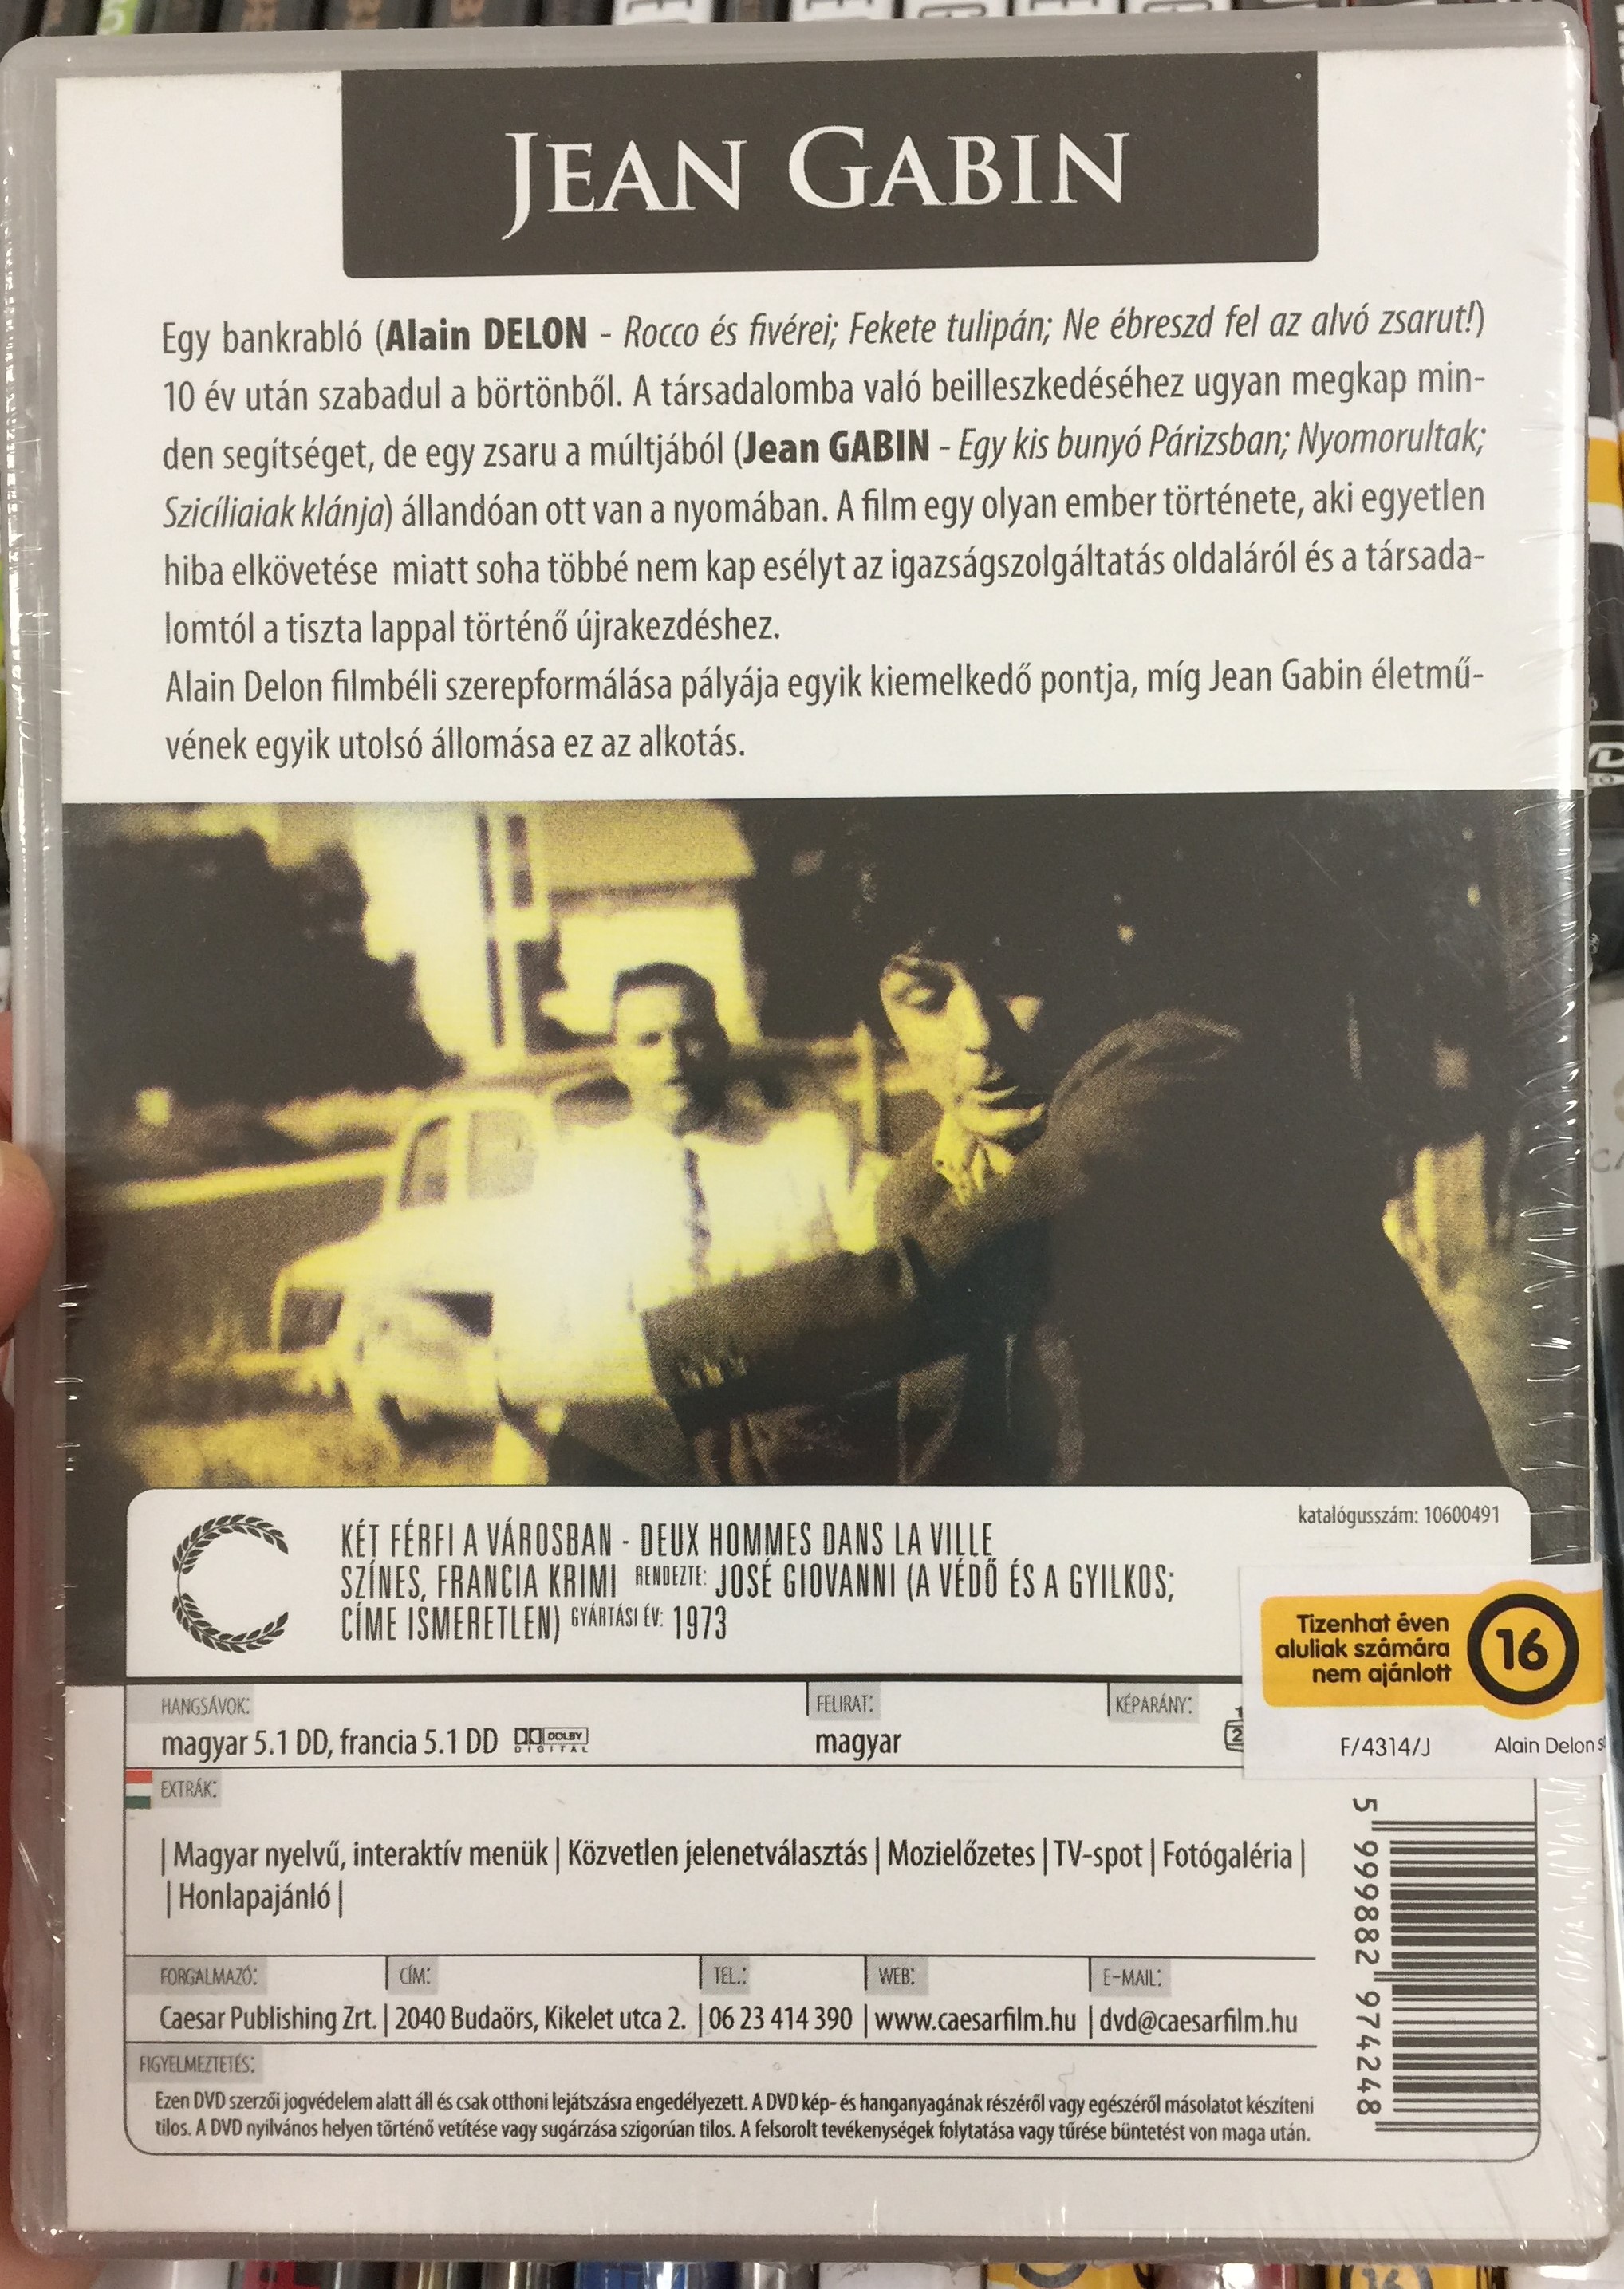 JEAN GABIN
Egy bankrabló (Alain DELON - Rocco és fivérei; Fekete tulipán; Ne ébreszd fel az alvó zsarut!)
10 év után szabadul a börtönből. A társadalomba való beilleszkedéséhez ugyan megkap min-
den segítséget, de egy zsaru a múltjából (Jean GABIN - Egy kis bunyó Párizsban; Nyomorultak;
Szicíliaiak klánja) állandóan ott van a nyomában. A film egy olyan ember története, aki egyetlen
hiba elkövetése miatt soha többé nem kap esélyt az igazságszolgáltatás oldaláról és a társada-
lomtól a tiszta lappal történő újrakezdéshez.
Alain Delon filmbéli szerepformálása pályája egyik kiemelkedő pontja, míg Jean Gabin életmű-
vének egyik utolsó állomása ez az alkotás.
katalógusszám: 10600491
KÉT FÉRFI A VÁROSBAN - DEUX HOMMES DANS LA VILLE
SZÍNES, FRANCIA KRIMI RENDEZTE: JOSÉ GIOVANNI (A VÉDŐ ÉS A GYILKOS;
CÍME ISMERETLEN) GYÁRTÁSI ÉV: 1973
Tizenhat éven
aluliak számára
nem ajánlott
16
F/4314/J Alain Delon
HANGSÁVOK:
magyar 5.1 DD, francia 5.1 DD DOLBY DIGITAL
FELIRAT:
magyar
KÉPARÁNY:
2
EXTRÁK:
| Magyar nyelvű, interaktív menük | Közvetlen jelenetválasztás | Mozielőzetes | TV-spot | Fotógaléria |
| Honlapajánló |
FORGALMAZÓ: CÍM: TEL.: WEB: E-MAIL:
Caesar Publishing Zrt. | 2040 Budaörs, Kikelet utca 2. | 06 23 414 390 | www.caesarfilm.hu | dvd@caesarfilm.hu
FIGYELMEZTETÉS:
Ezen DVD szerzői jogvédelem alatt áll és csak otthoni lejátszásra engedélyezett. A DVD kép- és hanganyagának részéről vagy egészéről másolatot készíteni
tilos. A DVD nyilvános helyen történő vetítése vagy sugárzása szigorúan tilos. A felsorolt tevékenységek folytatása vagy tűrése büntetést von maga után.
5 999882 974248